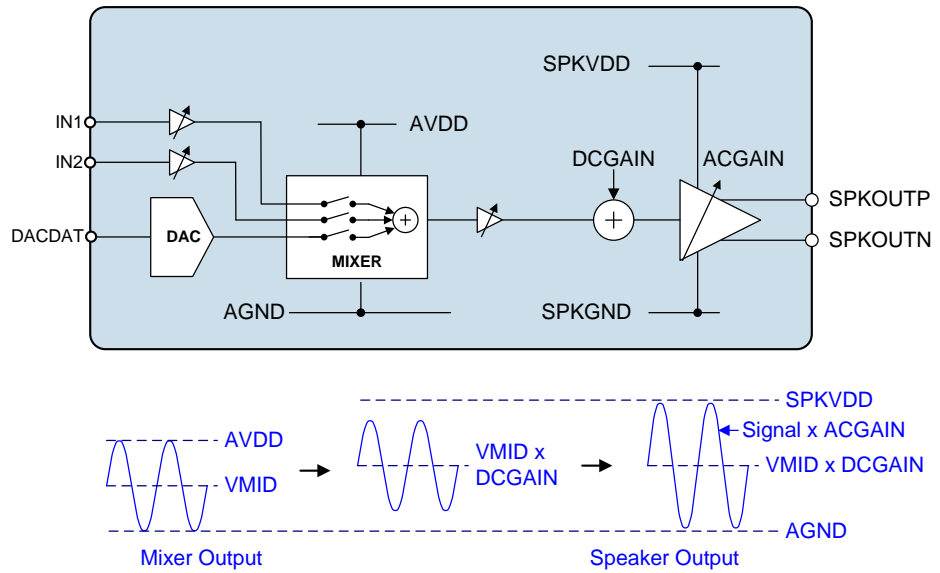 SPKVDD
IN1
AVDD
IN2
DCGAIN
ACGAIN
SPKOUTP
DACDAT
DAC
SPKOUTN
MIXER
AGND
SPKGND
SPKVDD
AVDD
Signal x ACGAIN
VMID x
DCGAIN
VMID x DCGAIN
VMID
AGND
Mixer Output
Speaker Output